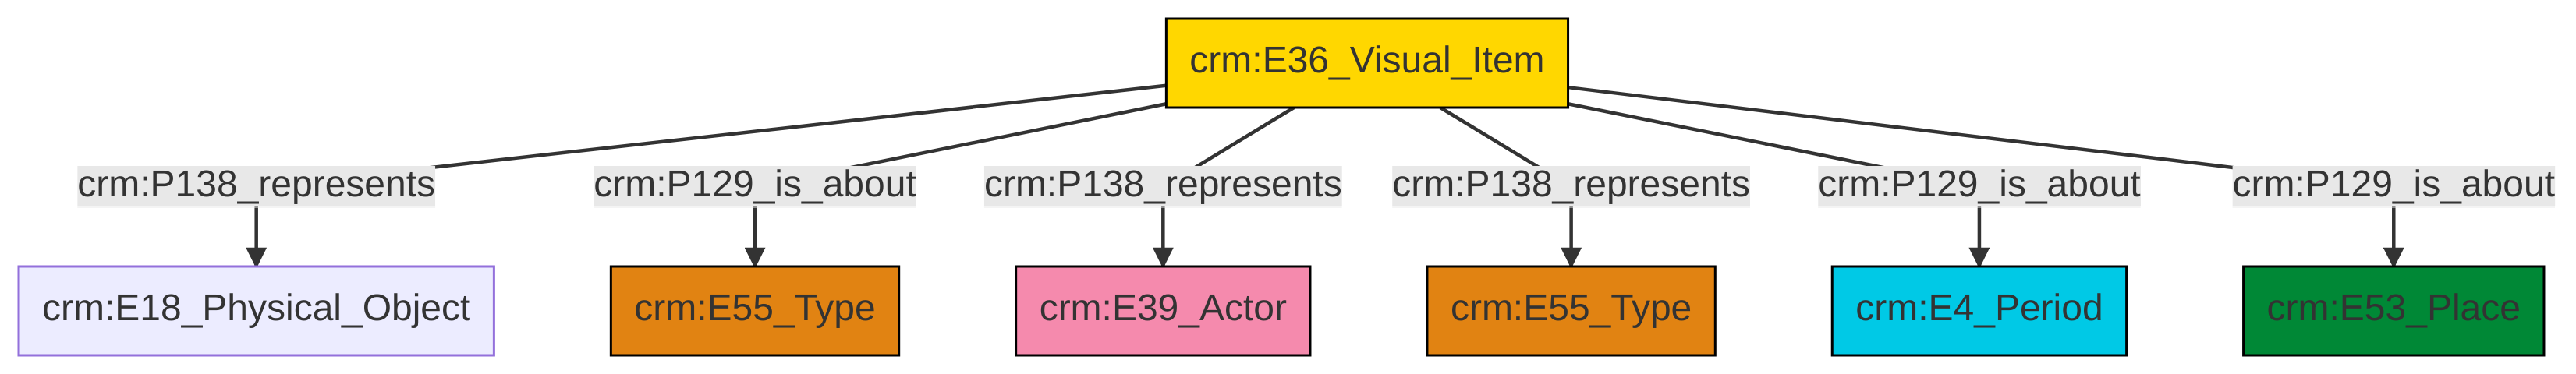 crm:E36_Visual_Item
crm:P138_represents
crm:P129_is_about
crm:P138_represents
crm:P138_represents
crm:P129_is_about
crm:P129_is_about
crm:E18_Physical_Object
crm:E55_Type
crm:E39_Actor
crm:E55_Type
crm:E4_Period
crm:E53_Place